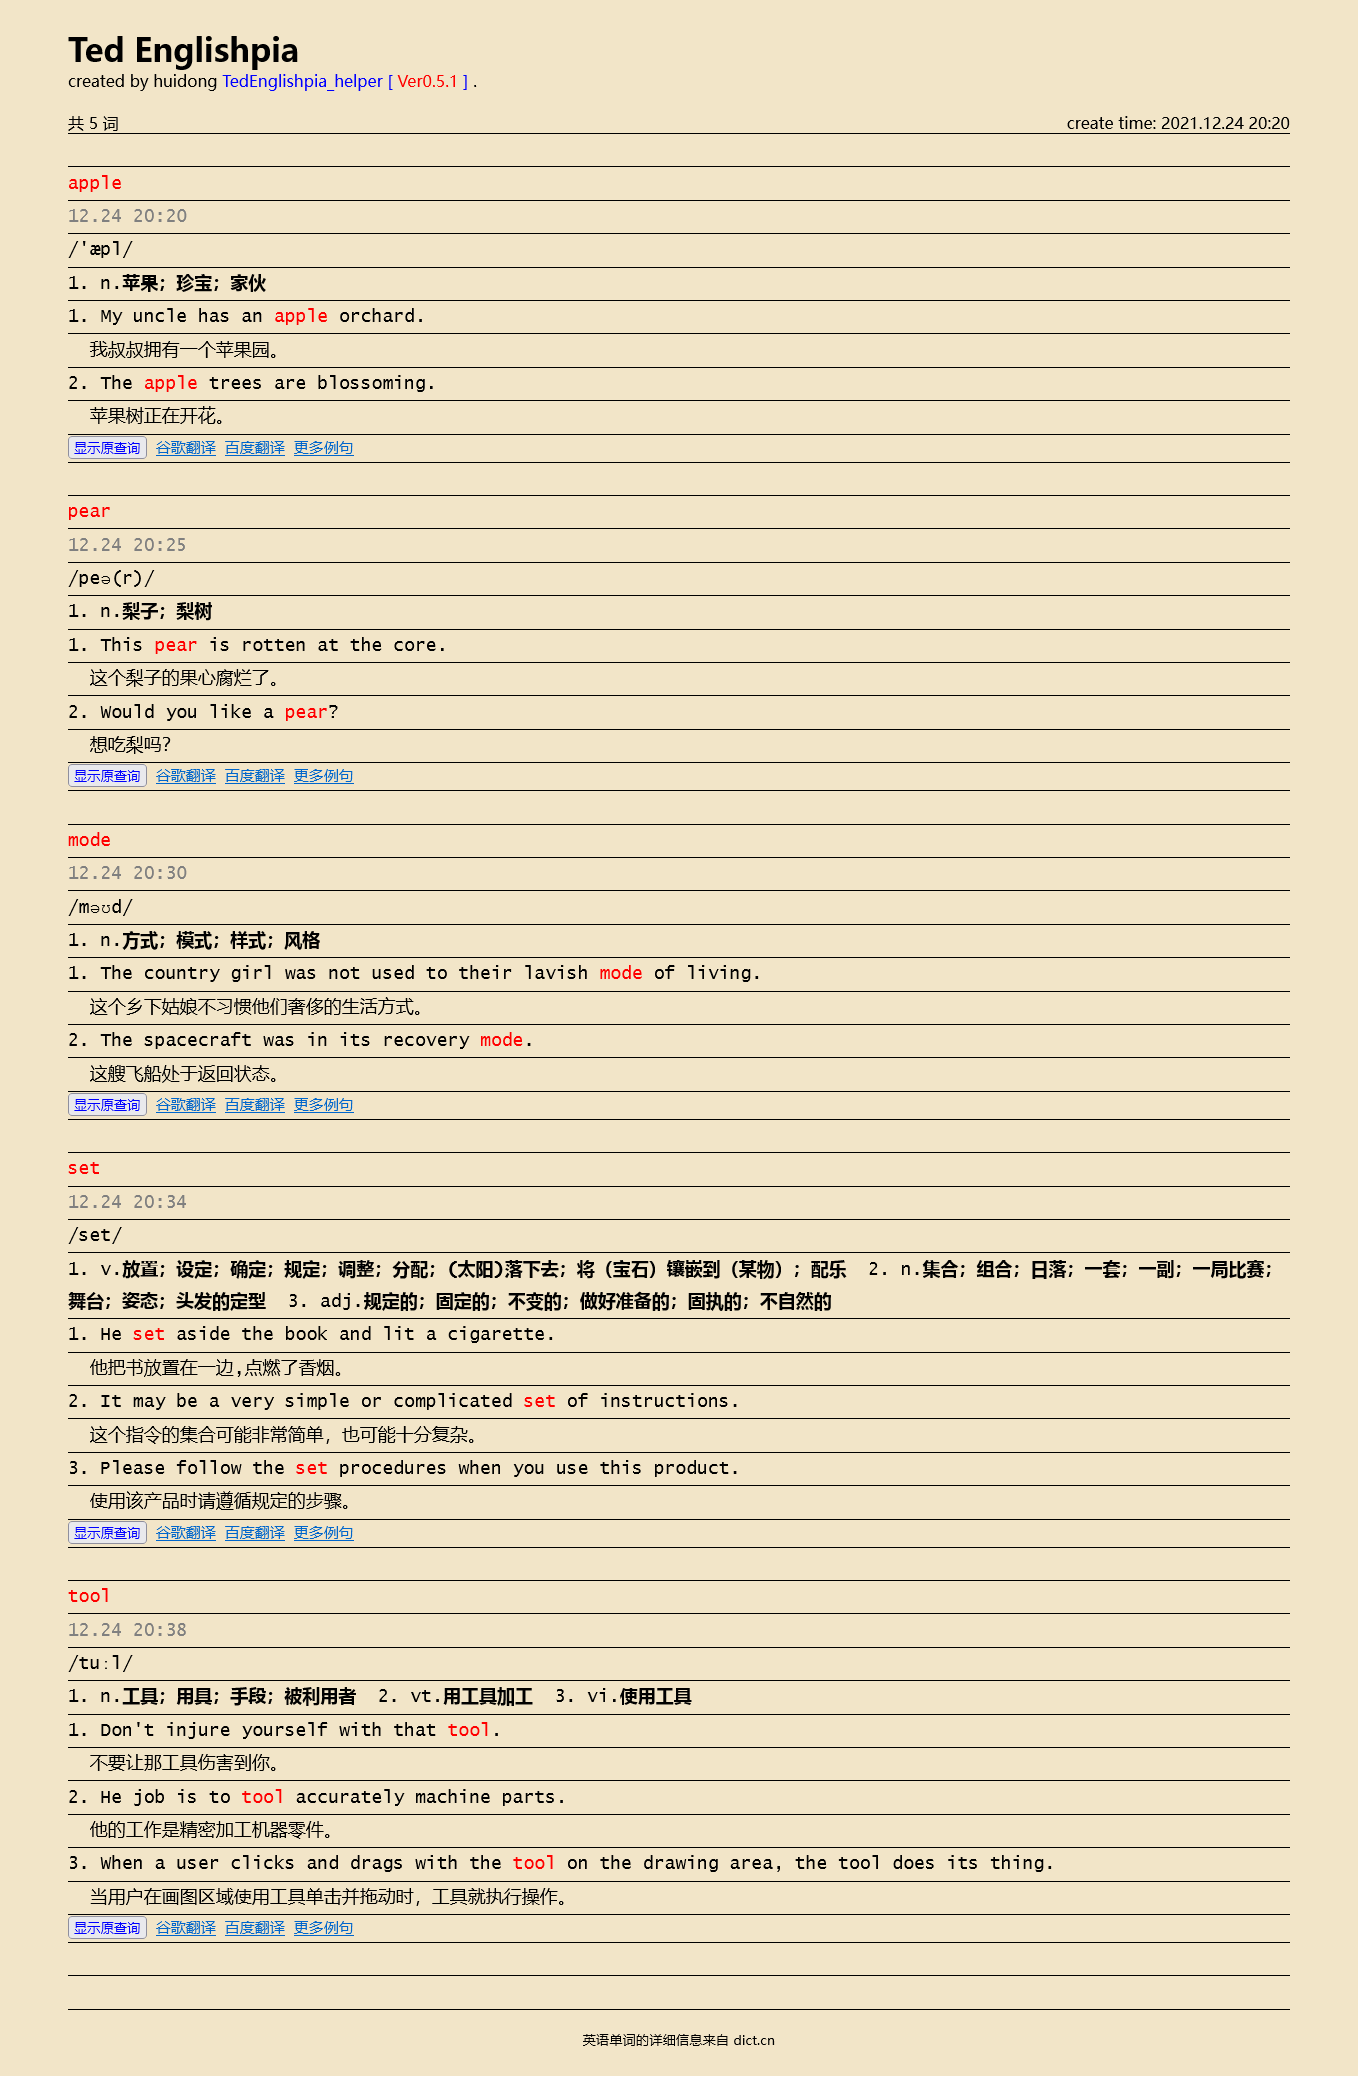 Ted Englishpia
created by huidong TedEnglishpia_helper [ Ver0.5.1 ] .
共 5 词 create time: 2021.12.24 20:20
apple
12.24 20:20
/'æpl/
1. n.苹果；珍宝；家伙
1. My uncle has an apple orchard.
我叔叔拥有一个苹果园。
2. The apple trees are blossoming.
苹果树正在开花。
显示原查询 谷歌翻译 百度翻译 更多例句
pear
12.24 20:25
/peə(r)/
1. n.梨子；梨树
1. This pear is rotten at the core.
这个梨子的果心腐烂了。
2. Would you like a pear?
想吃梨吗？
显示原查询 谷歌翻译 百度翻译 更多例句
mode
12.24 20:30
/məʊd/
1. n.方式；模式；样式；风格
1. The country girl was not used to their lavish mode of living.
这个乡下姑娘不习惯他们奢侈的生活方式。
2. The spacecraft was in its recovery mode.
这艘飞船处于返回状态。
显示原查询 谷歌翻译 百度翻译 更多例句
set
12.24 20:34
/set/
1. v.放置；设定；确定；规定；调整；分配；(太阳)落下去；将（宝石）镶嵌到（某物）；配乐 2. n.集合；组合；日落；一套；一副；一局比赛；
舞台；姿态；头发的定型 3. adj.规定的；固定的；不变的；做好准备的；固执的；不自然的
1. He set aside the book and lit a cigarette.
他把书放置在一边,点燃了香烟。
2. It may be a very simple or complicated set of instructions.
这个指令的集合可能非常简单，也可能十分复杂。
3. Please follow the set procedures when you use this product.
使用该产品时请遵循规定的步骤。
显示原查询 谷歌翻译 百度翻译 更多例句
tool
12.24 20:38
/tuːl/
1. n.工具；用具；手段；被利用者 2. vt.用工具加工 3. vi.使用工具
1. Don't injure yourself with that tool.
不要让那工具伤害到你。
2. He job is to tool accurately machine parts.
他的工作是精密加工机器零件。
3. When a user clicks and drags with the tool on the drawing area, the tool does its thing.
当用户在画图区域使用工具单击并拖动时，工具就执行操作。
显示原查询 谷歌翻译 百度翻译 更多例句
英语单词的详细信息来自 dict.cn